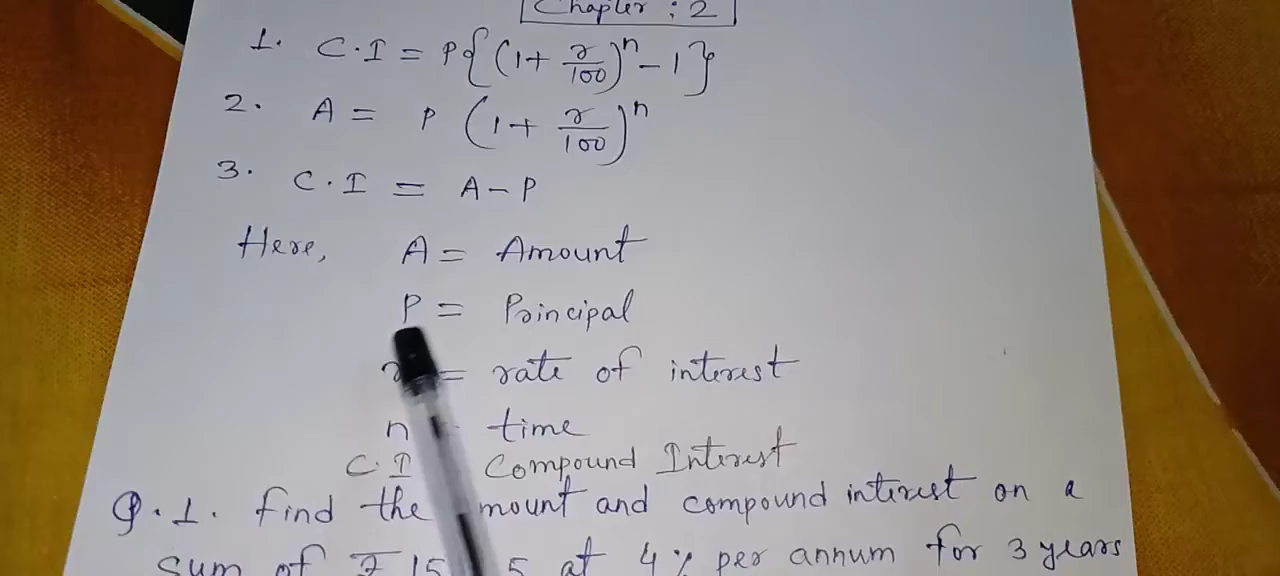 Chapter : 2
1. C.I = P{(1+ r/100)^n - 1}
2. A = P (1+ r/100)^n
3. C.I = A-P
Here, A = Amount
P = Principal
r = rate of interest
n time
C.I Compound Interest
Q.1. find the mount and compound interest on a
sum of ₹ 15 5 at 4% per annum for 3 years